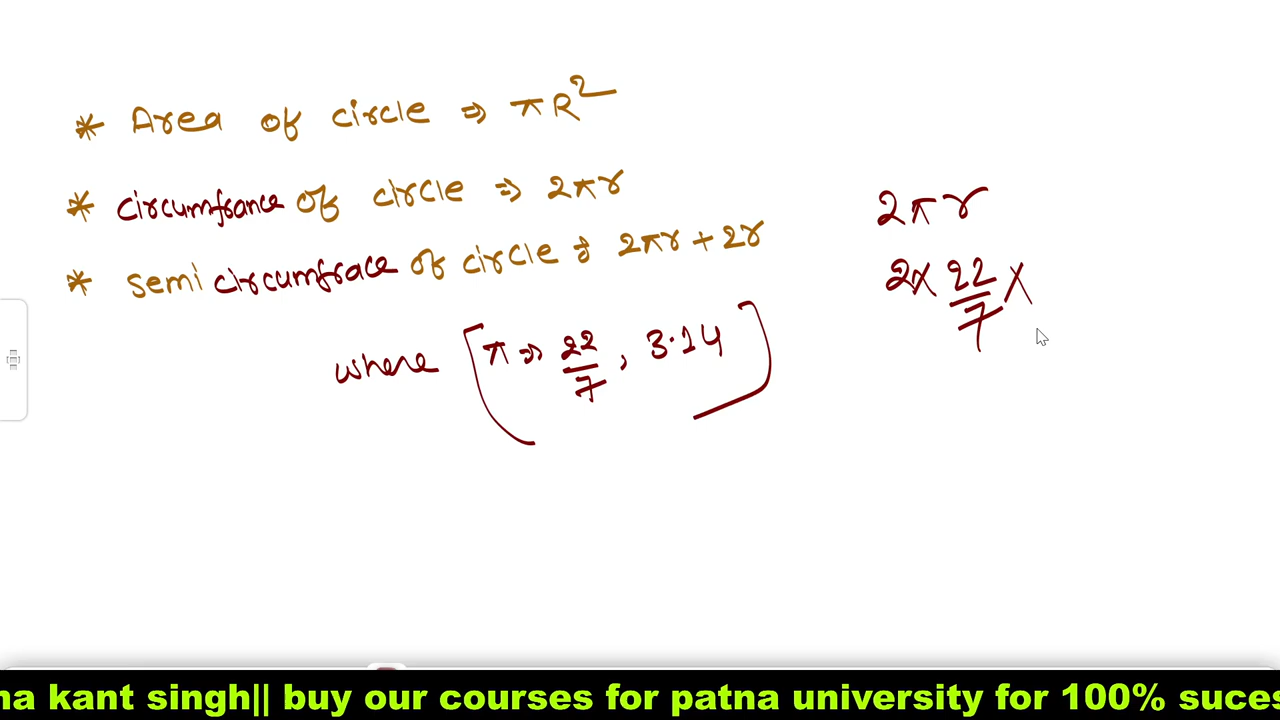 * Area of circle ⇒ πR²
* circumfrance of circle ⇒ 2πr
* semi circumfrace of circle ⇒ 2πr + 2r
where [π ⇒ 22/7, 3.14]
2πr
2× 22/7 ×
na kant singh|| buy our courses for patna university for 100% suces